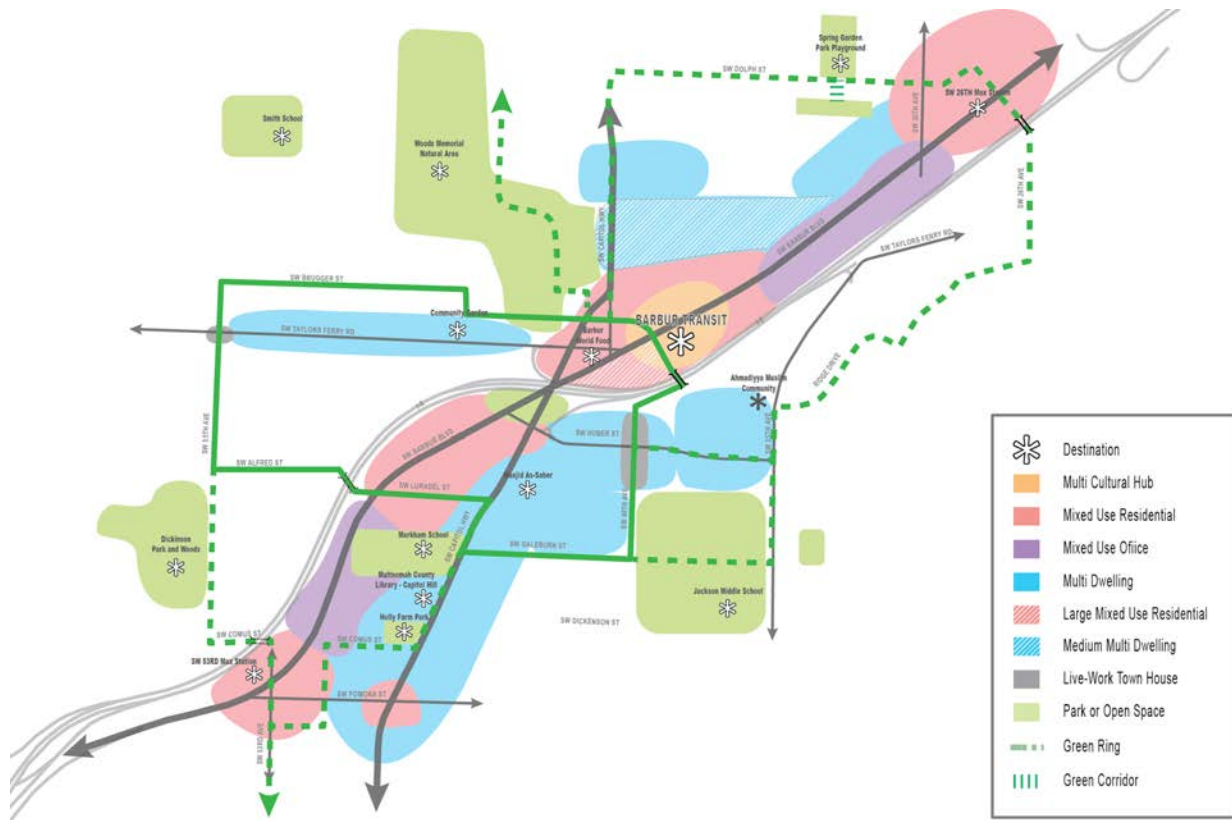 Spring Garden
Park Playground
SW DOLPH ST
SW 26TH Max Station
SW 30TH AVE
Smith School
Woods Memorial
Natural Area
SW 26TH AVE
SW CAPITOL HWY
SW BARBUR BLVD
SW TAYLORS FERRY RD
SW BRUGGER ST
Community Garden
SW TAYLORS FERRY RD
BARBUR TRANSIT
Barbur
World Food
I-5
RIDGE DRIVE
Ahmadiyya Muslim
Community
I-5
SW 55TH AVE
SW BARBUR BLVD
SW HUBER ST
SW 35TH AVE
SW ALFRED ST
SW LURADEL ST
Masjid As-Saber
SW 40TH AVE
Markham School
SW CAPITOL HWY
SW GALEBURN ST
Dickinson
Park and Woods
Multnomah County
Library - Capitol Hill
Holly Farm Park
Jackson Middle School
SW DICKENSON ST
SW COMUS ST
SW COMUS ST
SW 53RD Max Station
SW POMONA ST
SW 53RD AVE
Destination
Multi Cultural Hub
Mixed Use Residential
Mixed Use Ofiice
Multi Dwelling
Large Mixed Use Residential
Medium Multi Dwelling
Live-Work Town House
Park or Open Space
Green Ring
Green Corridor